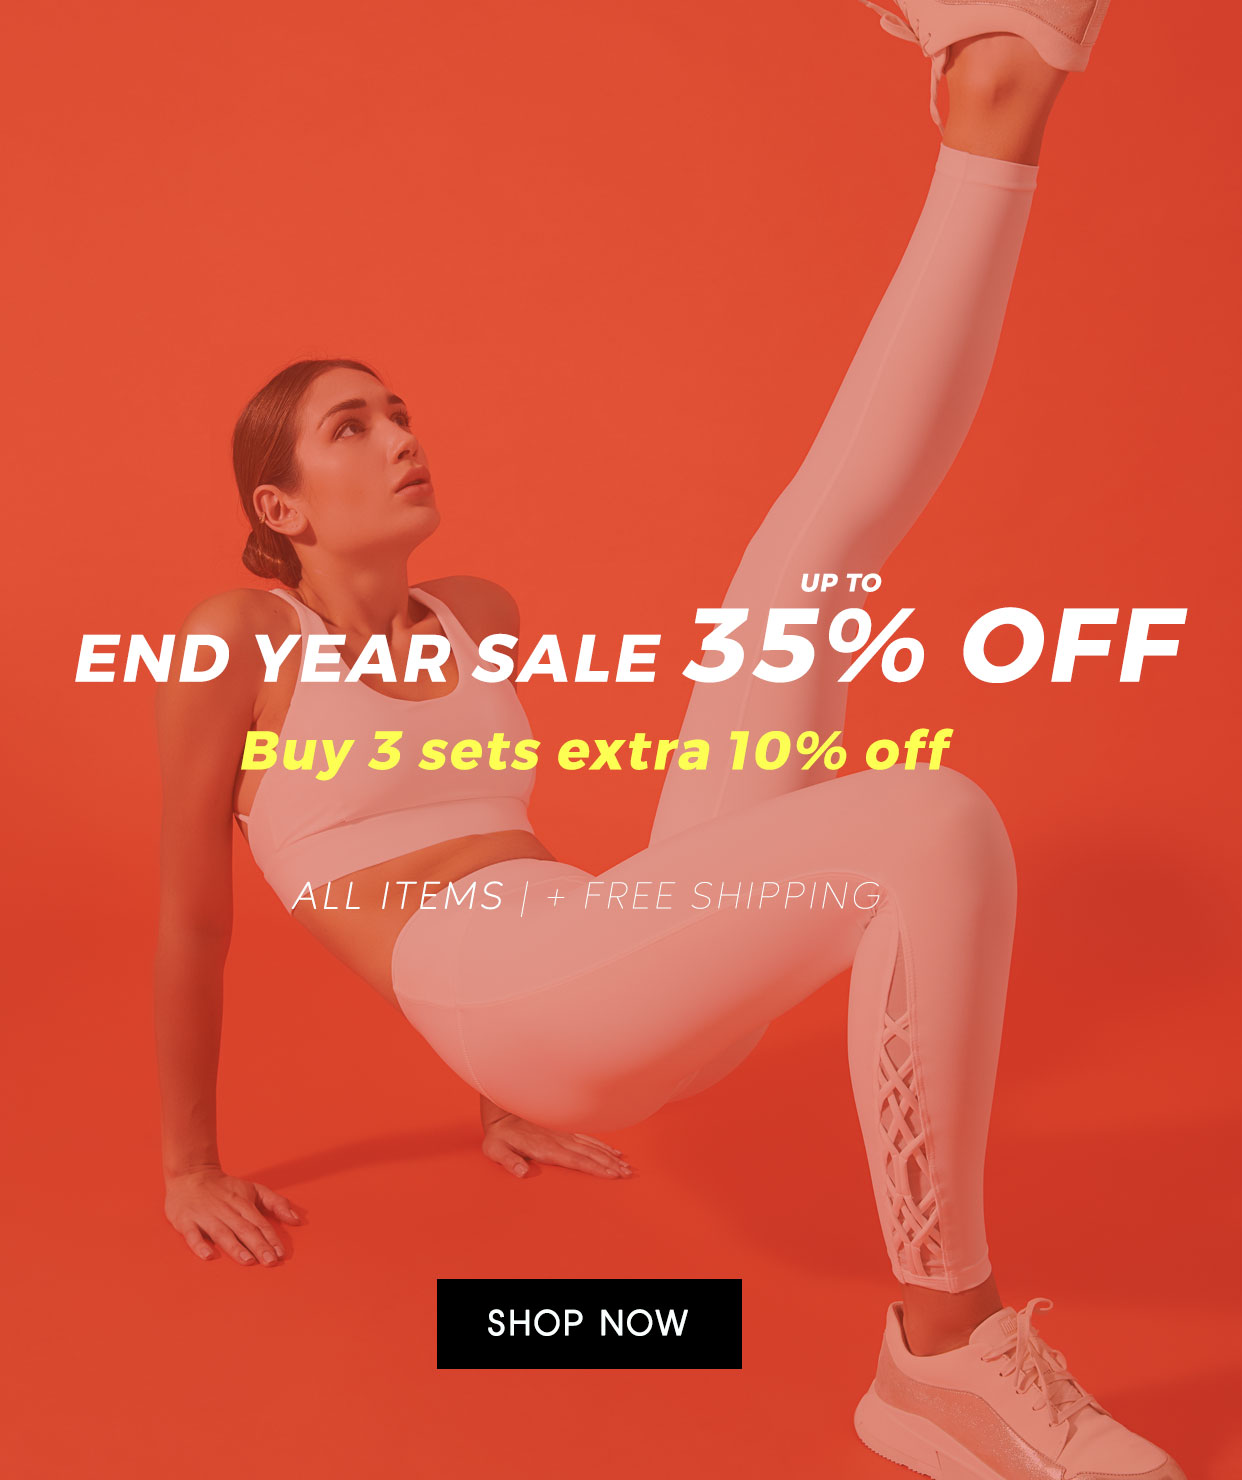 UP TO
END YEAR SALE 35% OFF
Buy 3 sets extra 10% off
ALL ITEMS | + FREE SHIPPING
SHOP NOW